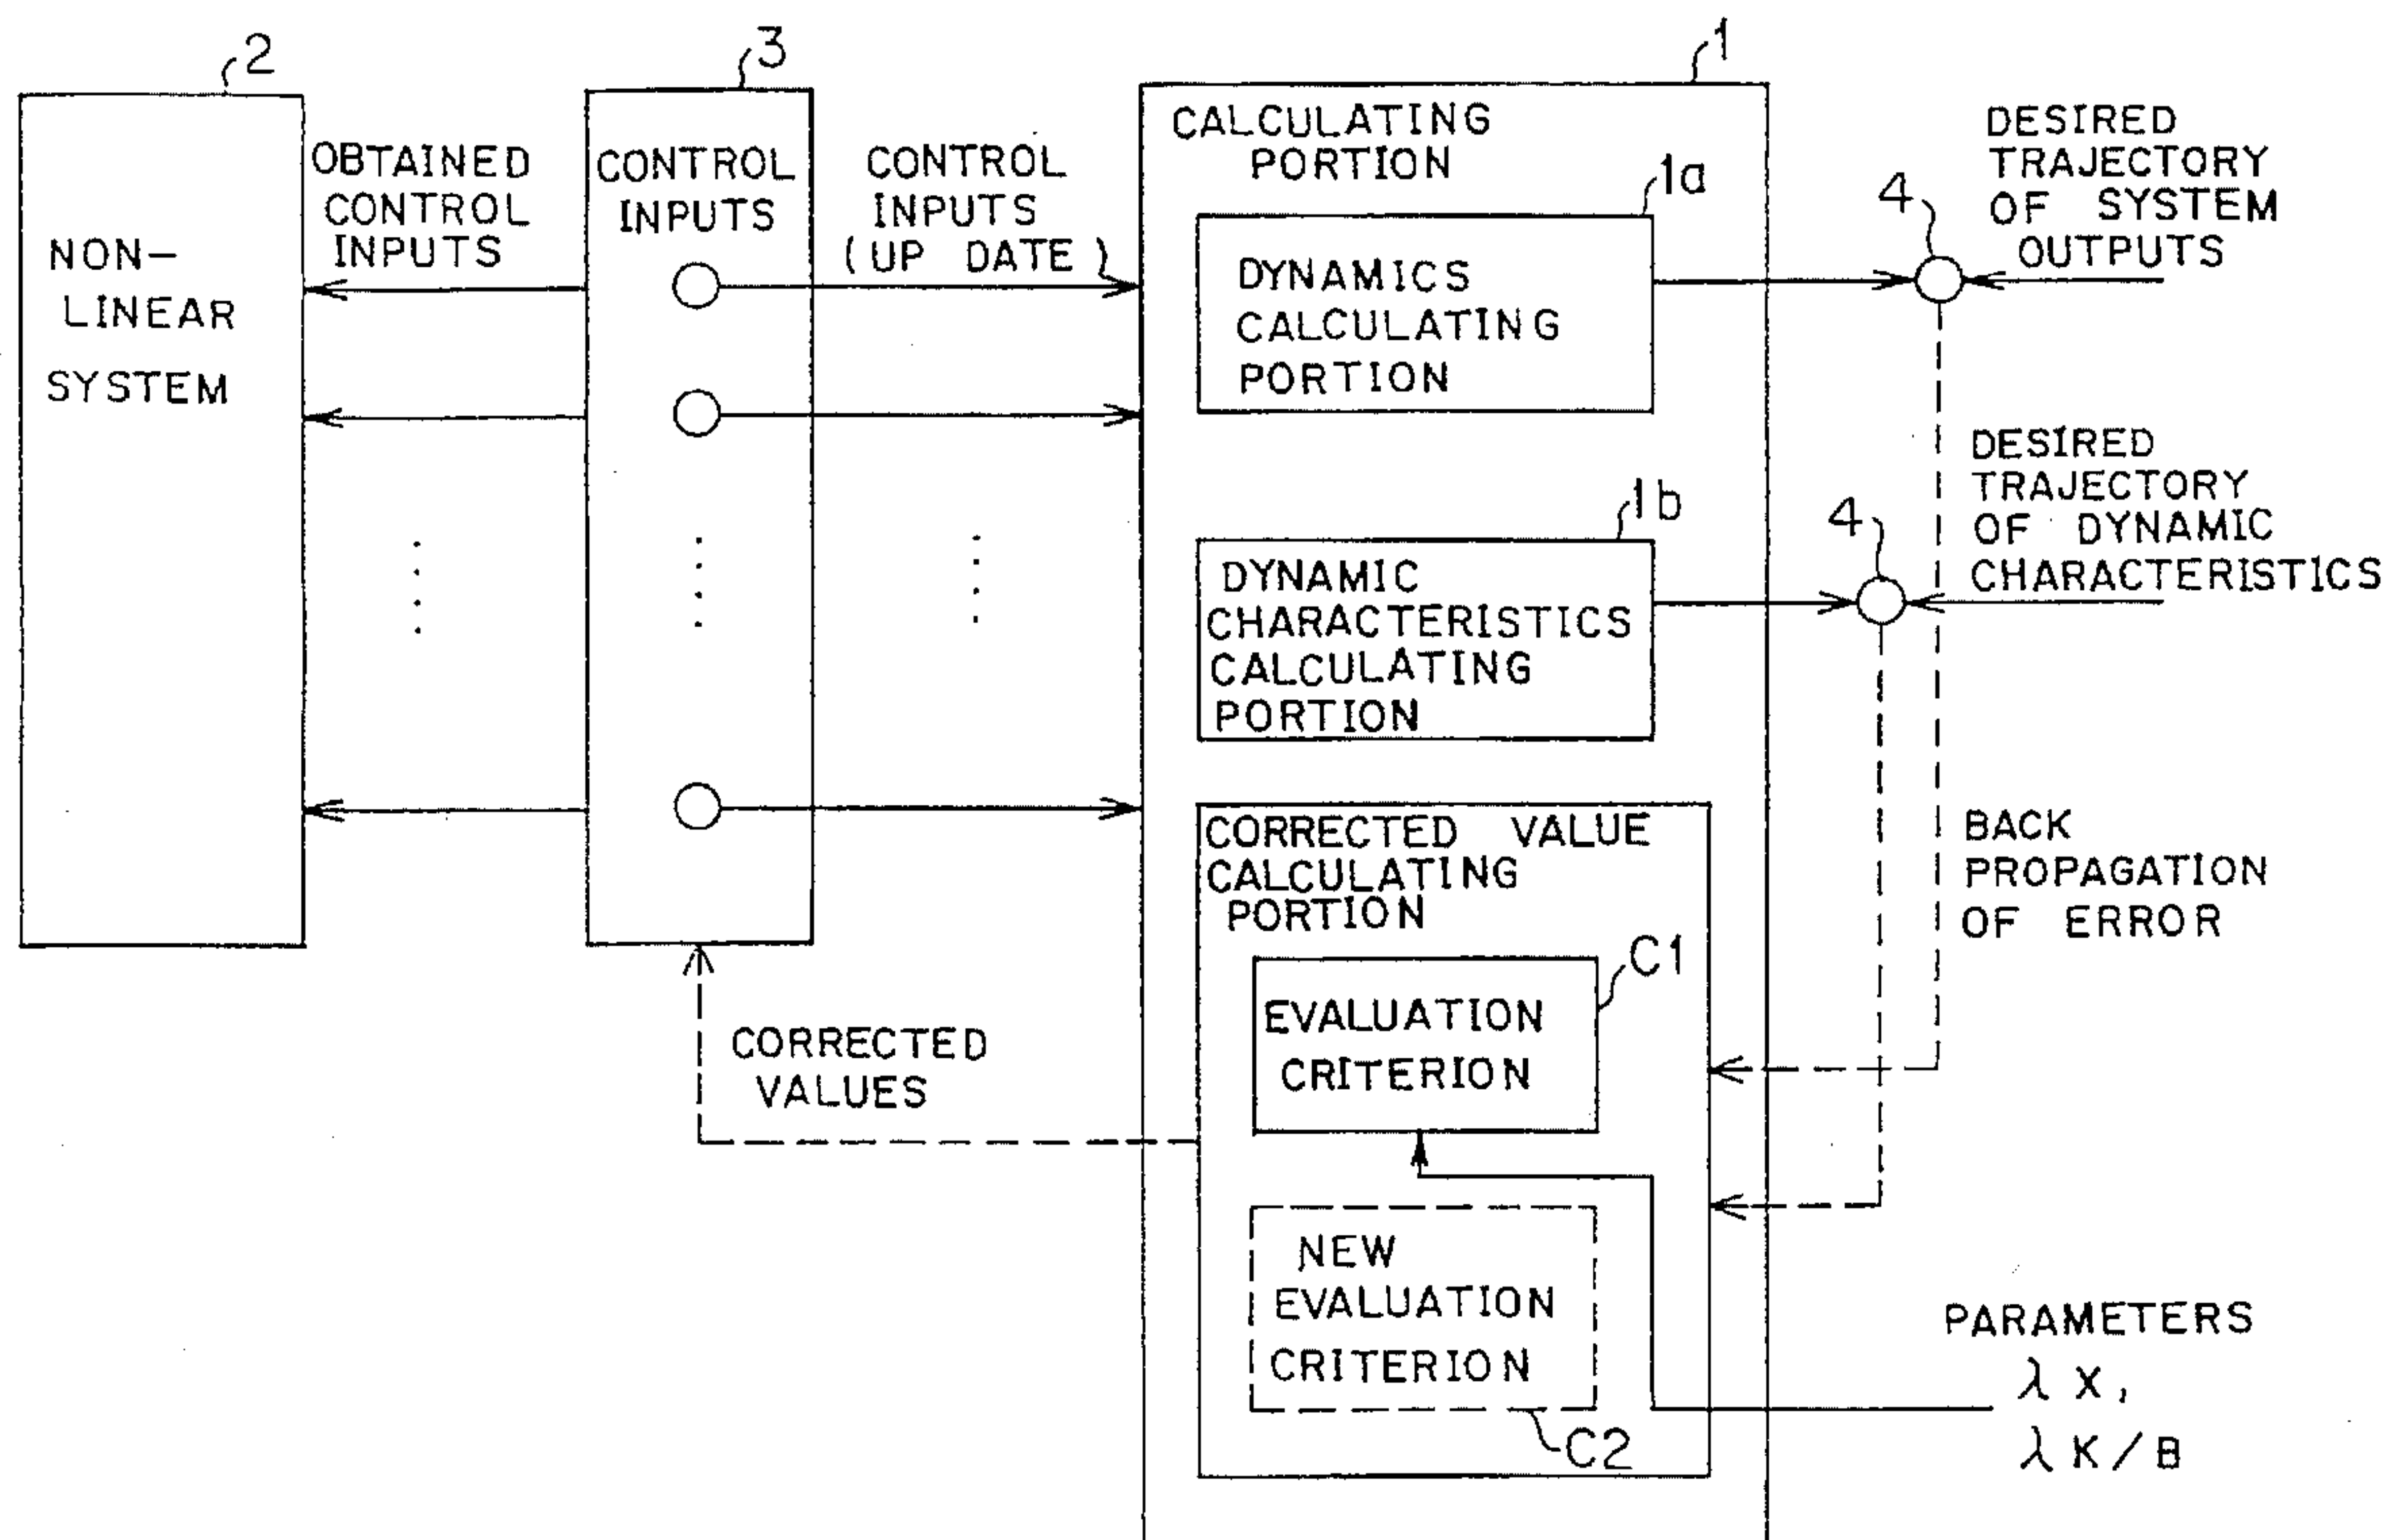 2
3
1
NON-
LINEAR
SYSTEM
OBTAINED
CONTROL
INPUTS
CONTROL
INPUTS
CONTROL
INPUTS
(UP DATE)
CALCULATING
PORTION
1a
DYNAMICS
CALCULATING
PORTION
4
DESIRED
TRAJECTORY
OF SYSTEM
OUTPUTS
1b
DYNAMIC
CHARACTERISTICS
CALCULATING
PORTION
4
DESIRED
TRAJECTORY
OF DYNAMIC
CHARACTERISTICS
CORRECTED VALUE
CALCULATING
PORTION
C1
EVALUATION
CRITERION
BACK
PROPAGATION
OF ERROR
CORRECTED
VALUES
NEW
EVALUATION
CRITERION
C2
PARAMETERS
λ X,
λ K/B